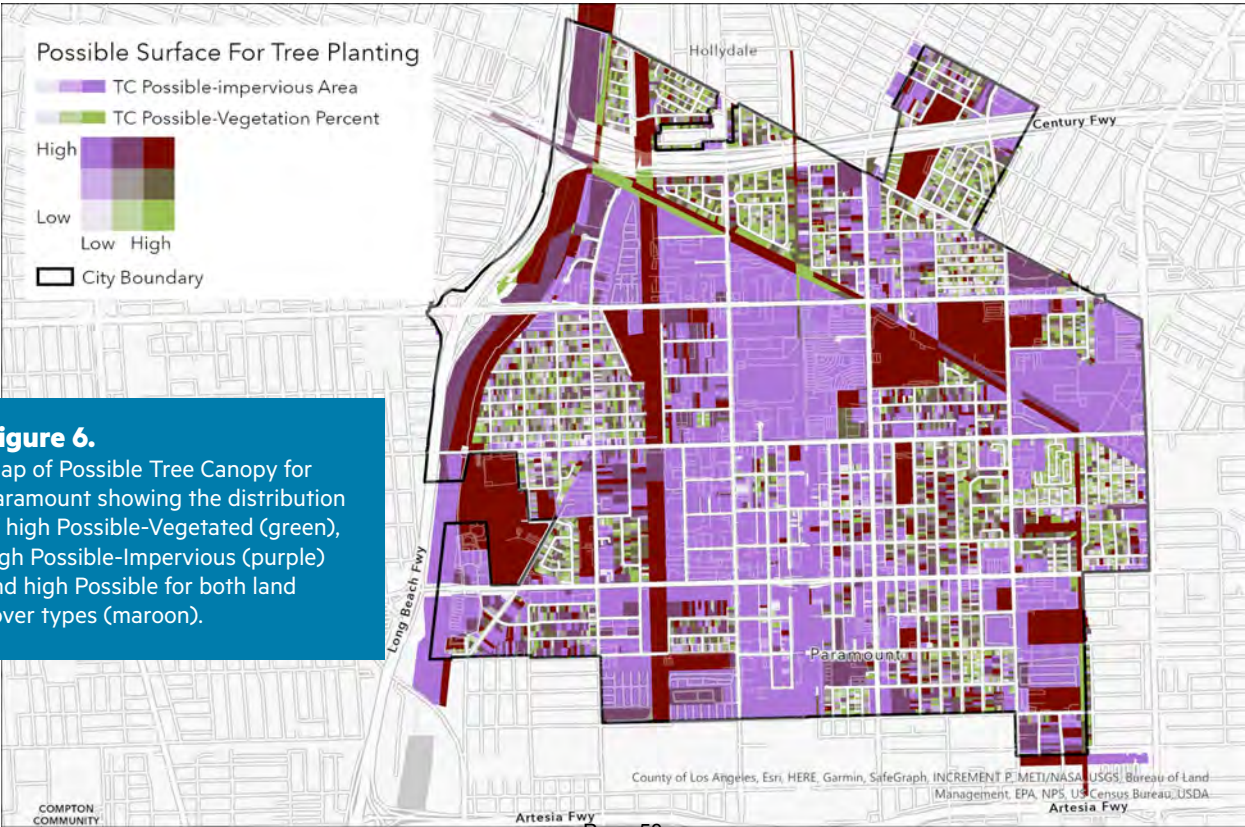 Possible Surface For Tree Planting
TC Possible-impervious Area
TC Possible-Vegetation Percent
High
Low
Low High
City Boundary
Hollydale
Century Fwy
igure 6.
ap of Possible Tree Canopy for
aramount showing the distribution
high Possible-Vegetated (green),
gh Possible-Impervious (purple)
nd high Possible for both land
over types (maroon).
Long Beach Fwy
Paramount
County of Los Angeles, Esri, HERE, Garmin, SafeGraph, INCREMENT P, METI/NASA, USGS, Bureau of Land
Management, EPA, NPS, US Census Bureau, USDA
COMPTON
COMMUNITY
Artesia Fwy
Artesia Fwy